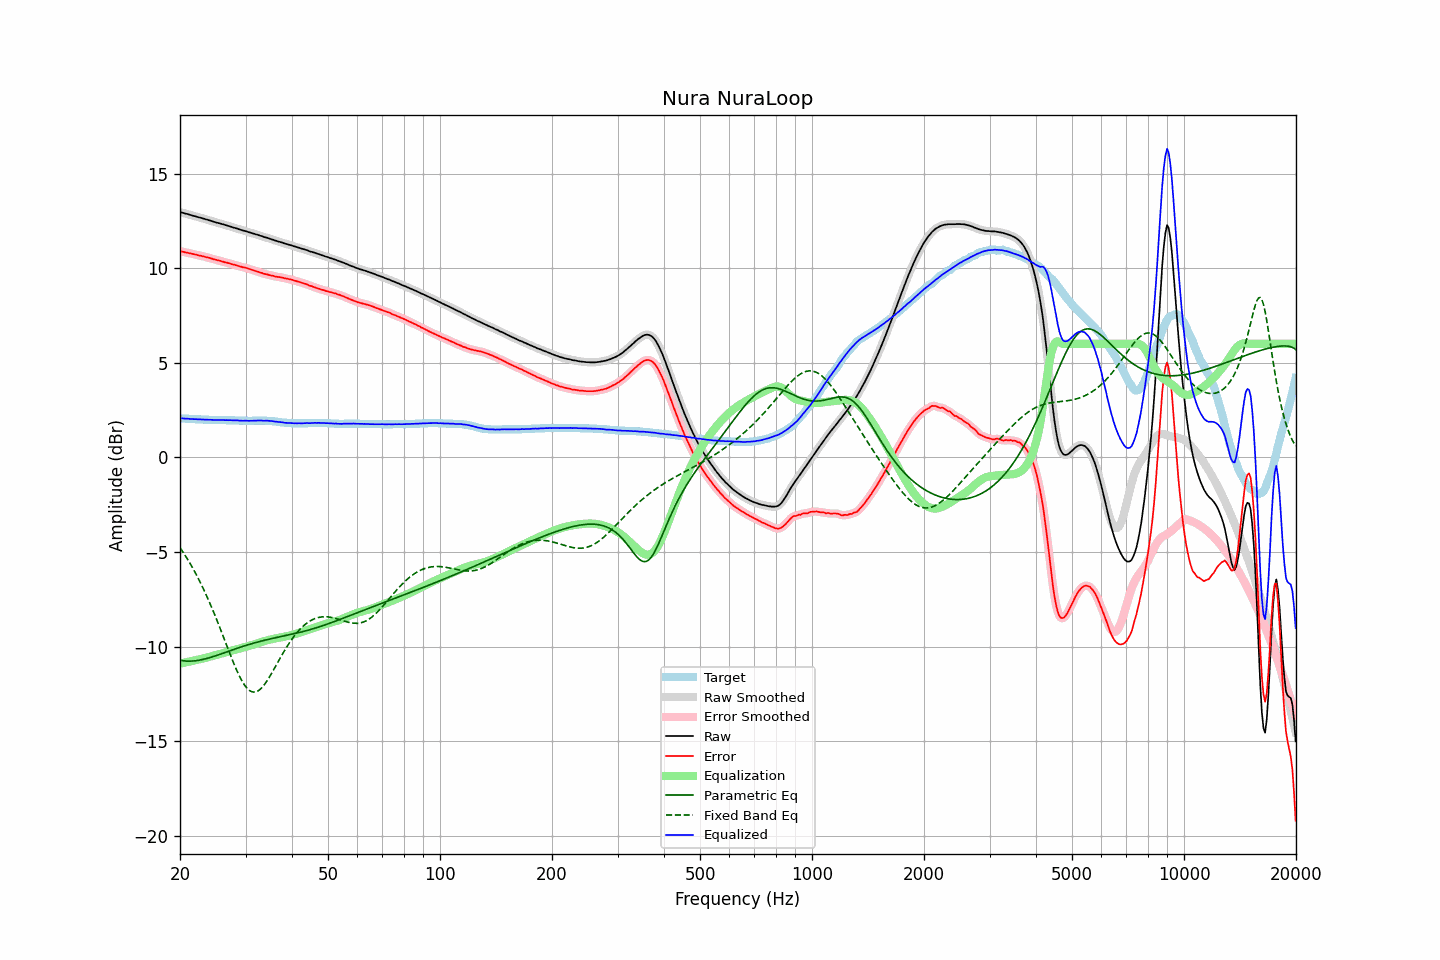 Nura NuraLoop
Amplitude (dBr)
15
10
5
0
−5
−10
−15
−20
Target
Raw Smoothed
Error Smoothed
Raw
Error
Equalization
Parametric Eq
Fixed Band Eq
Equalized
20 50 100 200 500 1000 2000 5000 10000 20000
Frequency (Hz)